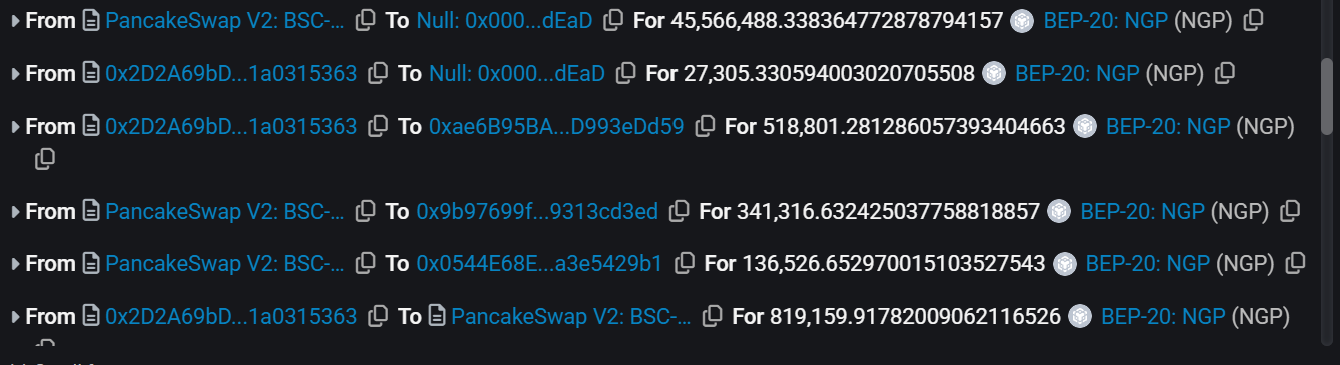 From PancakeSwap V2: BSC-... To Null: 0x000...dEaD For 45,566,488.338364772878794157 BEP-20: NGP (NGP)
From 0x2D2A69bD...1a0315363 To Null: 0x000...dEaD For 27,305.330594003020705508 BEP-20: NGP (NGP)
From 0x2D2A69bD...1a0315363 To 0xae6B95BA...D993eDd59 For 518,801.281286057393404663 BEP-20: NGP (NGP)
From PancakeSwap V2: BSC-... To 0x9b97699f...9313cd3ed For 341,316.632425037758818857 BEP-20: NGP (NGP)
From PancakeSwap V2: BSC-... To 0x0544E68E...a3e5429b1 For 136,526.652970015103527543 BEP-20: NGP (NGP)
From 0x2D2A69bD...1a0315363 To PancakeSwap V2: BSC-... For 819,159.91782009062116526 BEP-20: NGP (NGP)